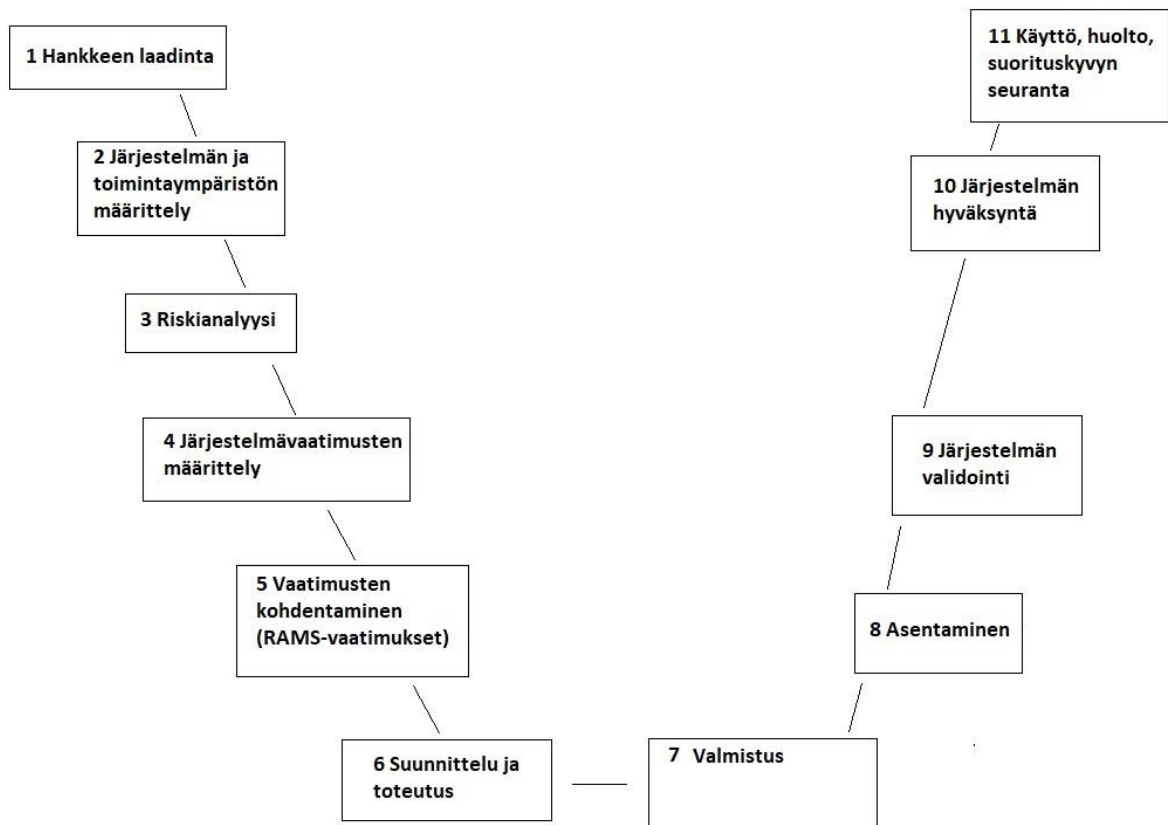 1 Hankkeen laadinta
2 Järjestelmän ja
toimintaympäristön
määrittely
3 Riskianalyysi
4 Järjestelmävaatimusten
määrittely
5 Vaatimusten
kohdentaminen
(RAMS-vaatimukset)
6 Suunnittelu ja
toteutus
7 Valmistus
8 Asentaminen
9 Järjestelmän
validointi
10 Järjestelmän
hyväksyntä
11 Käyttö, huolto,
suorituskyvyn
seuranta